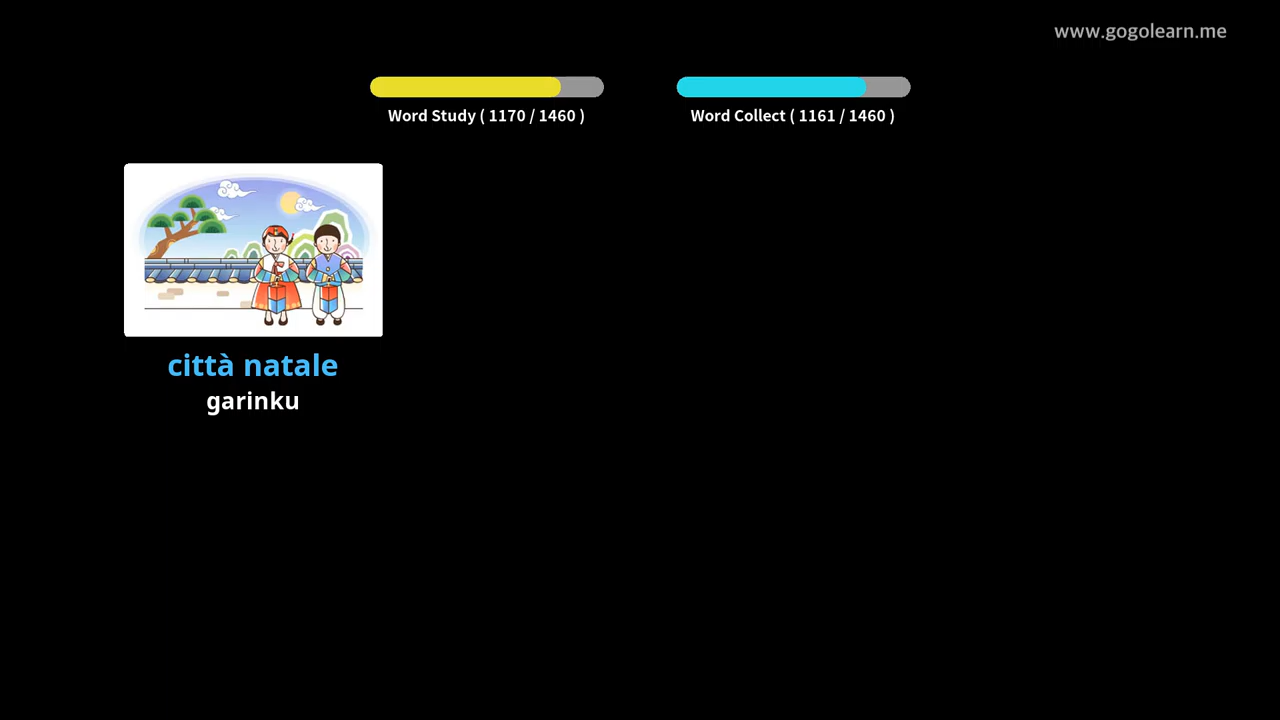 www.gogolearn.me
Word Study ( 1170 / 1460 )
Word Collect ( 1161 / 1460 )
città natale
garinku